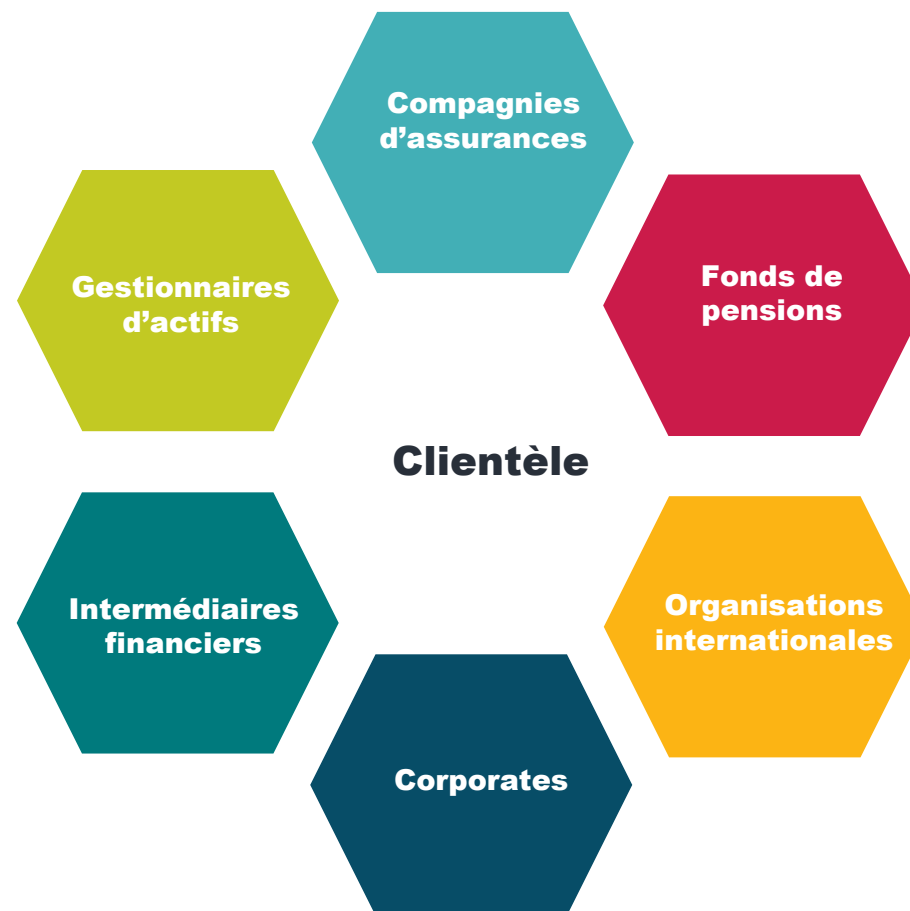 Compagnies
d’assurances
Fonds de
pensions
Gestionnaires
d’actifs
Clientèle
Organisations
internationales
Intermédiaires
financiers
Corporates